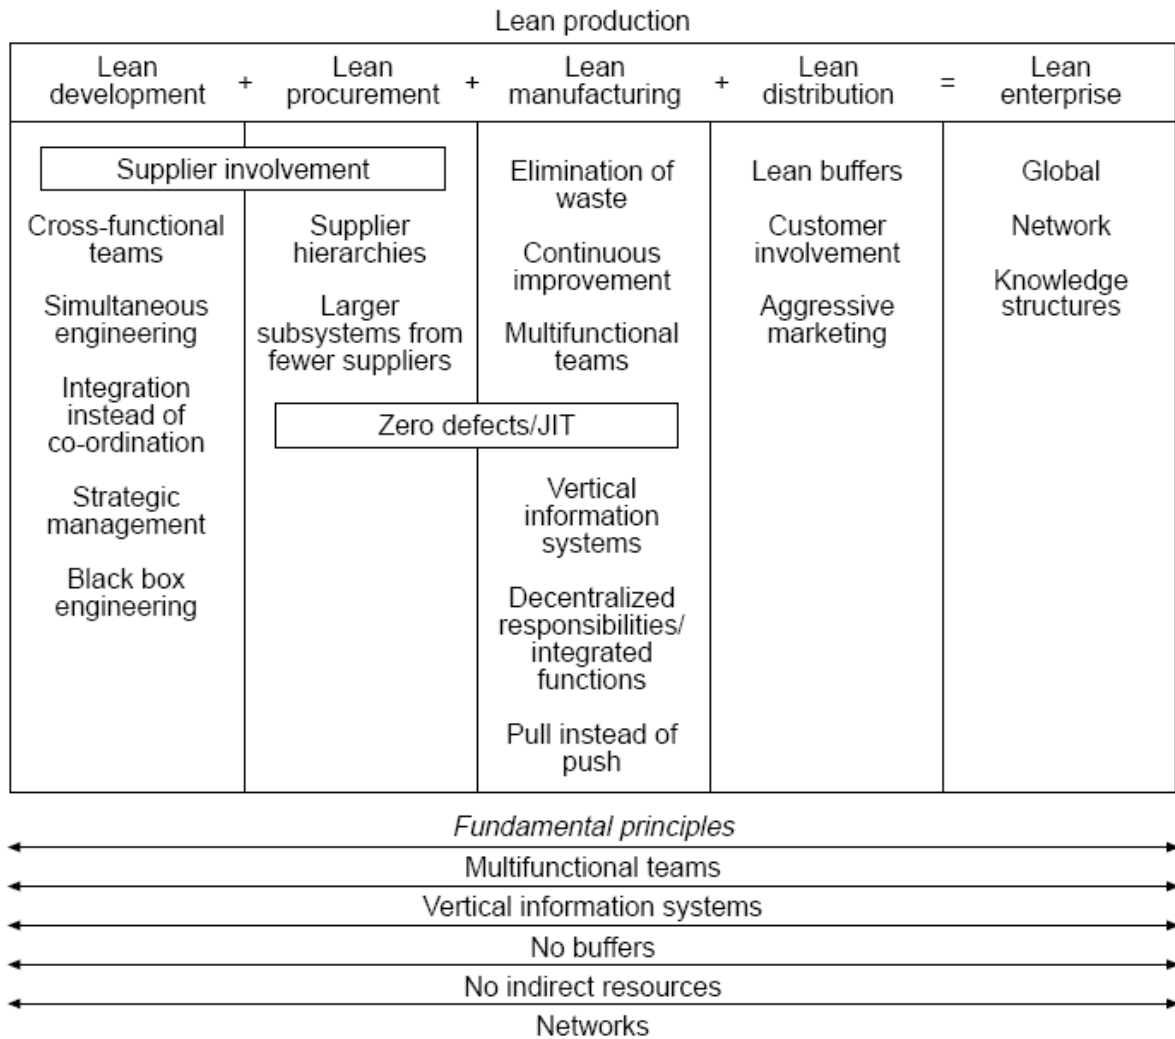 Lean production
Lean
development
+
Lean
procurement
+
Lean
manufacturing
+
Lean
distribution
=
Lean
enterprise
Supplier involvement
Cross-functional
teams
Simultaneous
engineering
Integration
instead of
co-ordination
Strategic
management
Black box
engineering
Supplier
hierarchies
Larger
subsystems from
fewer suppliers
Zero defects/JIT
Elimination of
waste
Continuous
improvement
Multifunctional
teams
Vertical
information
systems
Decentralized
responsibilities/
integrated
functions
Pull instead of
push
Lean buffers
Customer
involvement
Aggressive
marketing
Global
Network
Knowledge
structures
Fundamental principles
Multifunctional teams
Vertical information systems
No buffers
No indirect resources
Networks